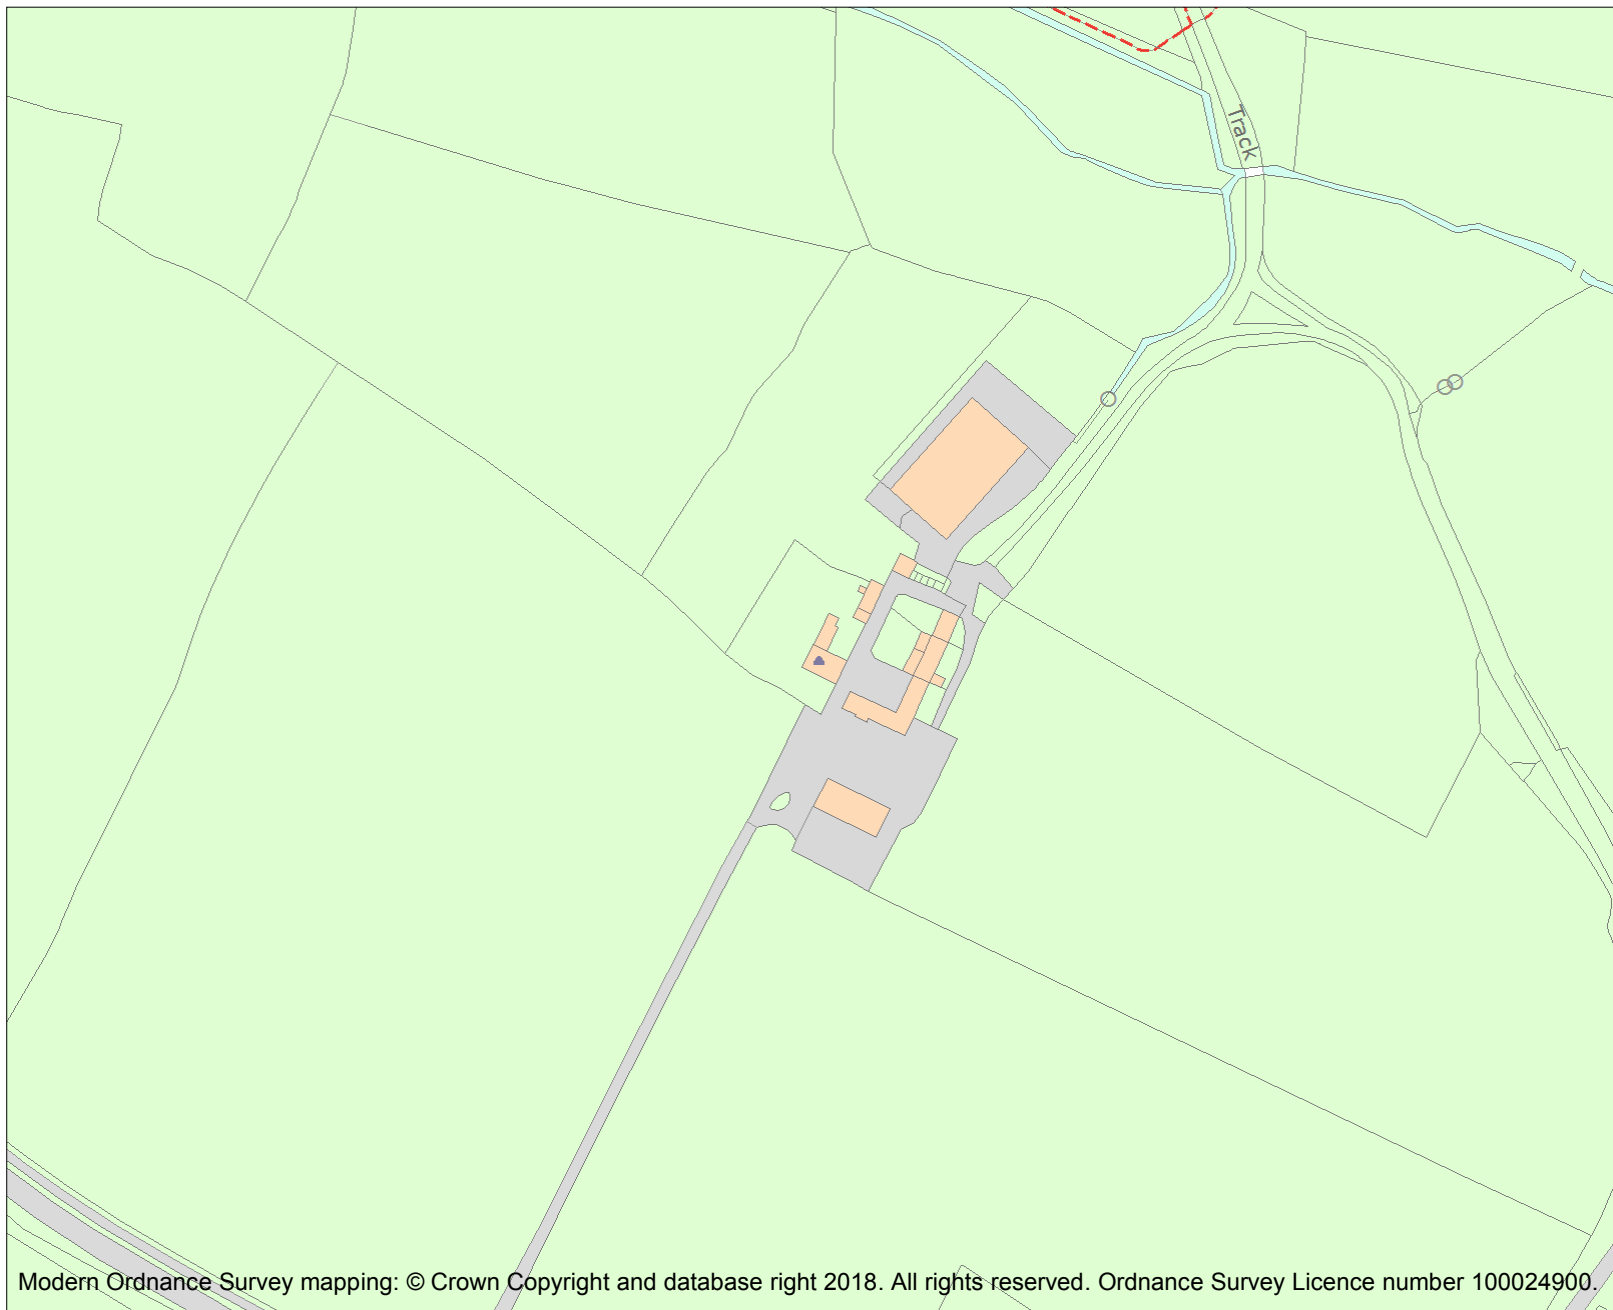 Track
Modern Ordnance Survey mapping: © Crown Copyright and database right 2018. All rights reserved. Ordnance Survey Licence number 100024900.